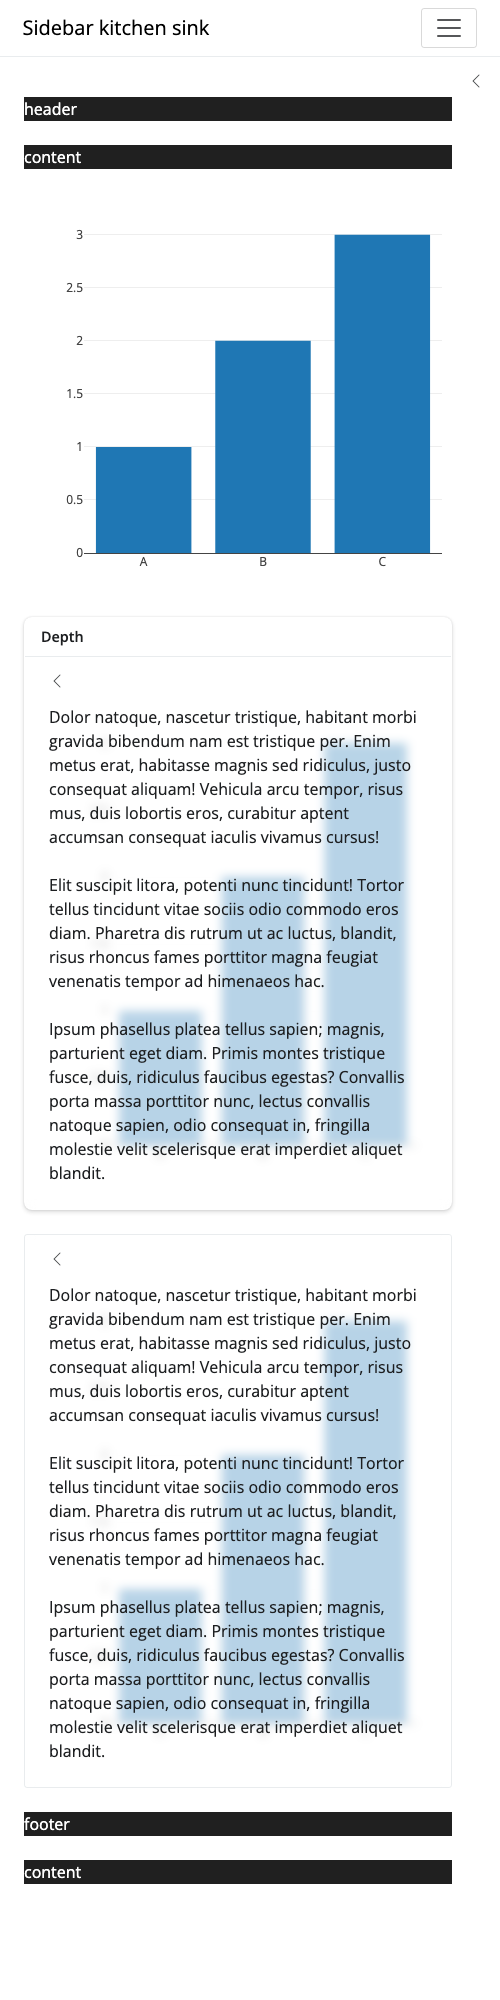 Sidebar kitchen sink
header
content
3
2.5
2
1.5
1
0.5
0
A B C
Depth
Dolor natoque, nascetur tristique, habitant morbi
gravida bibendum nam est tristique per. Enim
metus erat, habitasse magnis sed ridiculus, justo
consequat aliquam! Vehicula arcu tempor, risus
mus, duis lobortis eros, curabitur aptent
accumsan consequat iaculis vivamus cursus!
Elit suscipit litora, potenti nunc tincidunt! Tortor
tellus tincidunt vitae sociis odio commodo eros
diam. Pharetra dis rutrum ut ac luctus, blandit,
risus rhoncus fames porttitor magna feugiat
venenatis tempor ad himenaeos hac.
Ipsum phasellus platea tellus sapien; magnis,
parturient eget diam. Primis montes tristique
fusce, duis, ridiculus faucibus egestas? Convallis
porta massa porttitor nunc, lectus convallis
natoque sapien, odio consequat in, fringilla
molestie velit scelerisque erat imperdiet aliquet
blandit.
Dolor natoque, nascetur tristique, habitant morbi
gravida bibendum nam est tristique per. Enim
metus erat, habitasse magnis sed ridiculus, justo
consequat aliquam! Vehicula arcu tempor, risus
mus, duis lobortis eros, curabitur aptent
accumsan consequat iaculis vivamus cursus!
Elit suscipit litora, potenti nunc tincidunt! Tortor
tellus tincidunt vitae sociis odio commodo eros
diam. Pharetra dis rutrum ut ac luctus, blandit,
risus rhoncus fames porttitor magna feugiat
venenatis tempor ad himenaeos hac.
Ipsum phasellus platea tellus sapien; magnis,
parturient eget diam. Primis montes tristique
fusce, duis, ridiculus faucibus egestas? Convallis
porta massa porttitor nunc, lectus convallis
natoque sapien, odio consequat in, fringilla
molestie velit scelerisque erat imperdiet aliquet
blandit.
footer
content